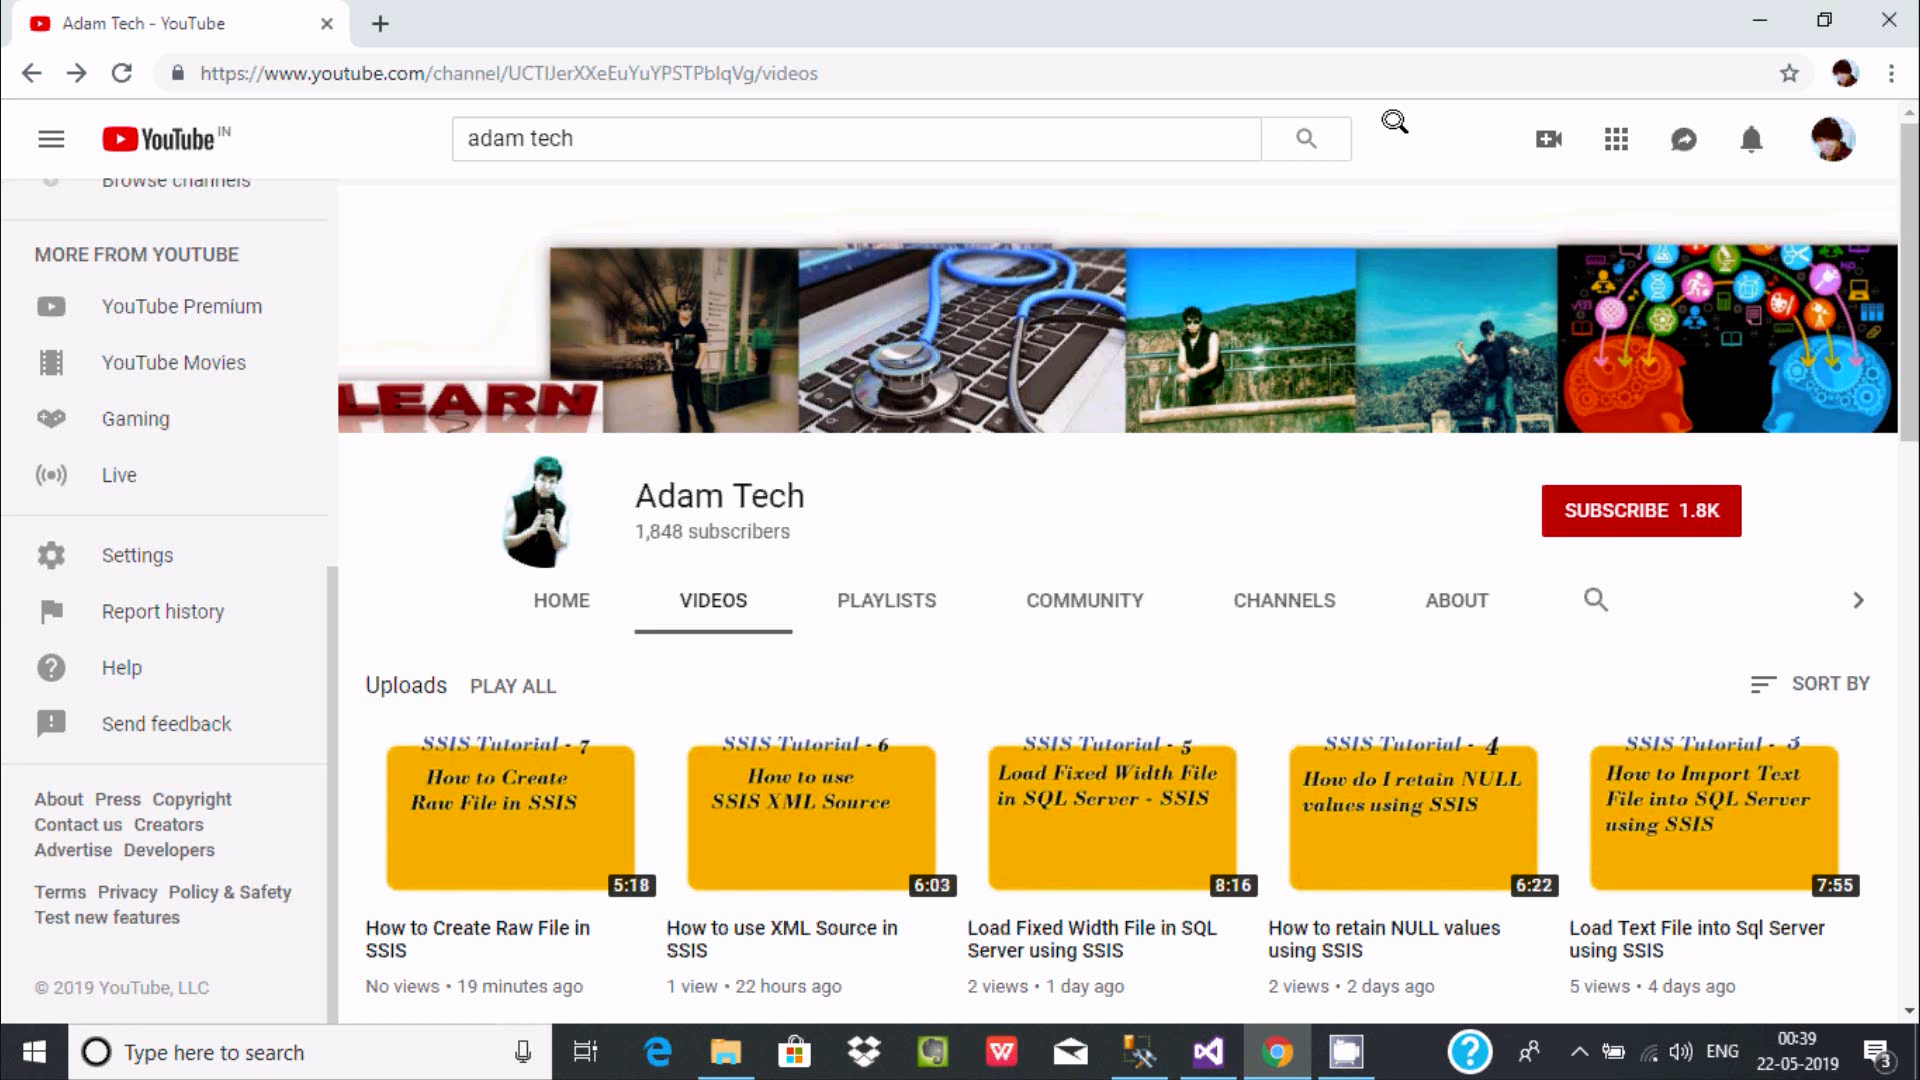 Adam Tech - YouTube
https://www.youtube.com/channel/UCTIJerXXeEuYuYPSTPbIqVg/videos
YouTube IN
adam tech
Browse channels
MORE FROM YOUTUBE
YouTube Premium
YouTube Movies
Gaming
Live
Settings
Report history
Help
Send feedback
About Press Copyright
Contact us Creators
Advertise Developers
Terms Privacy Policy & Safety
Test new features
© 2019 YouTube, LLC
LEARN
Adam Tech
1,848 subscribers
SUBSCRIBE 1.8K
HOME VIDEOS PLAYLISTS COMMUNITY CHANNELS ABOUT
Uploads PLAY ALL
SORT BY
SSIS Tutorial - 7
How to Create
Raw File in SSIS
5:18
How to Create Raw File in
SSIS
No views • 19 minutes ago
SSIS Tutorial - 6
How to use
SSIS XML Source
6:03
How to use XML Source in
SSIS
1 view • 22 hours ago
SSIS Tutorial - 5
Load Fixed Width File
in SQL Server - SSIS
8:16
Load Fixed Width File in SQL
Server using SSIS
2 views • 1 day ago
SSIS Tutorial - 4
How do I retain NULL
values using SSIS
6:22
How to retain NULL values
using SSIS
2 views • 2 days ago
SSIS Tutorial - 3
How to Import Text
File into SQL Server
using SSIS
7:55
Load Text File into Sql Server
using SSIS
5 views • 4 days ago
Type here to search
ENG
00:39
22-05-2019
3